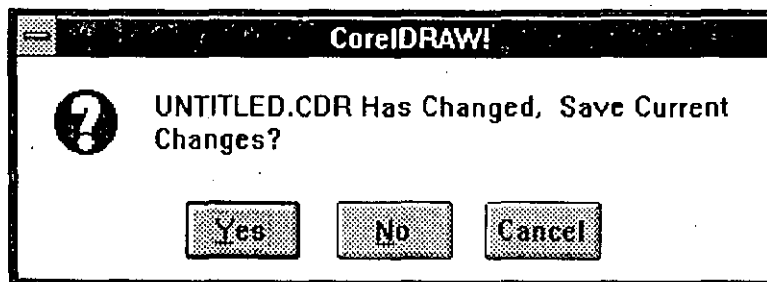 CorelDRAW!
UNTITLED.CDR Has Changed, Save Current
Changes?
Yes No Cancel